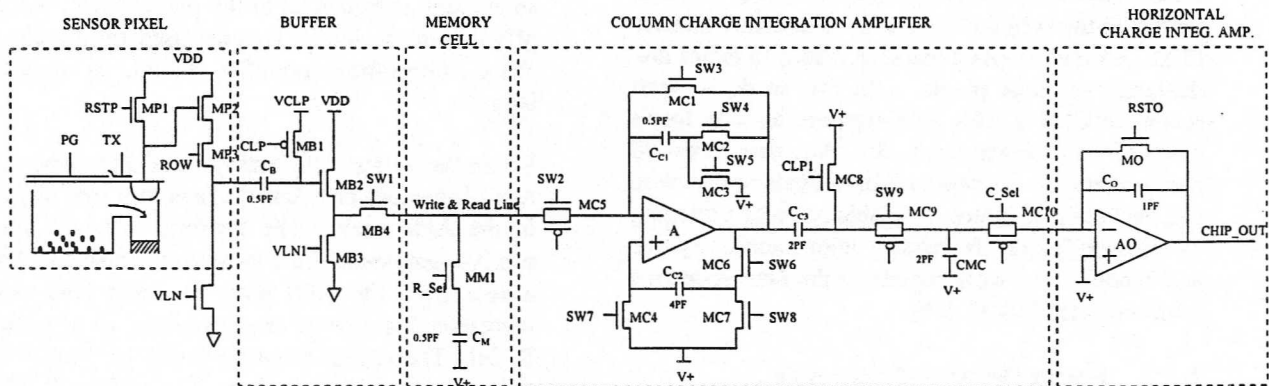 SENSOR PIXEL
BUFFER
MEMORY
CELL
COLUMN CHARGE INTEGRATION AMPLIFIER
HORIZONTAL
CHARGE INTEG. AMP.
VDD
RSTP
MP1
MP2
PG
TX
ROW
MP3
VLN
VCLP
VDD
CLP
MB1
C_B
0.5PF
MB2
SW1
MB4
VLN1
MB3
Write & Read Line
MM1
R_Sel
0.5PF
C_M
V+
SW2
MC5
SW3
MC1
SW4
0.5PF
C_C1
MC2
SW5
MC3
V+
A
C_C2
4PF
SW7
MC4
MC6
SW6
MC7
SW8
V+
V+
CLP1
MC8
C_C3
2PF
SW9
MC9
2PF
CMC
V+
C_Sel
MC10
RSTO
MO
C_O
1PF
AO
V+
CHIP_OUT